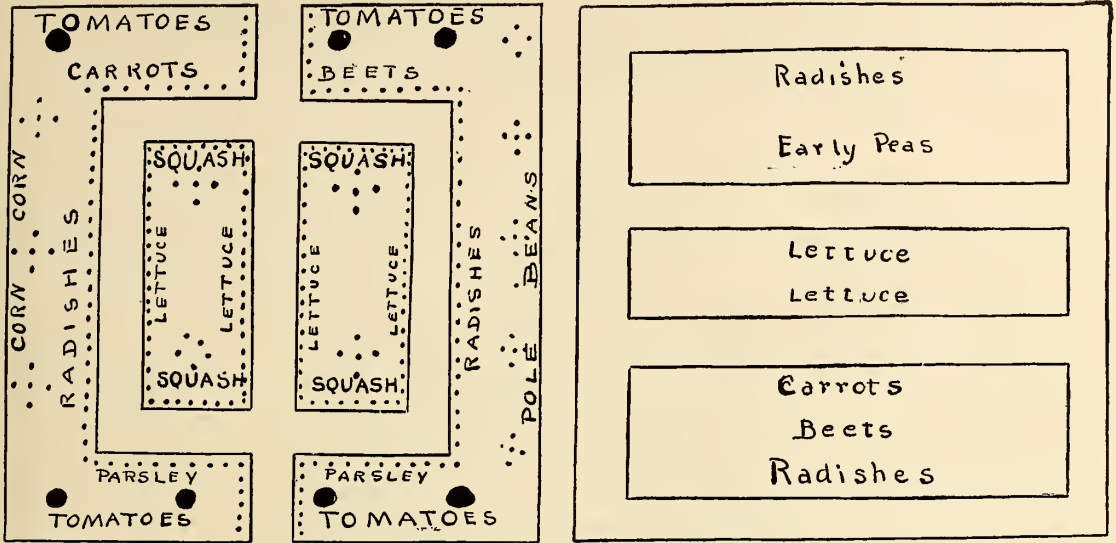 TOMATOES
CARROTS
CORN
CORN
RADISHES
SQUASH
LETTUCE
LETTUCE
SQUASH
PARSLEY
TOMATOES
TOMATOES
BEETS
SQUASH
LETTUCE
LETTUCE
SQUASH
RADISHES
POLE BEANS
PARSLEY
TOMATOES
Radishes
Early Peas
Lettuce
Lettuce
Carrots
Beets
Radishes